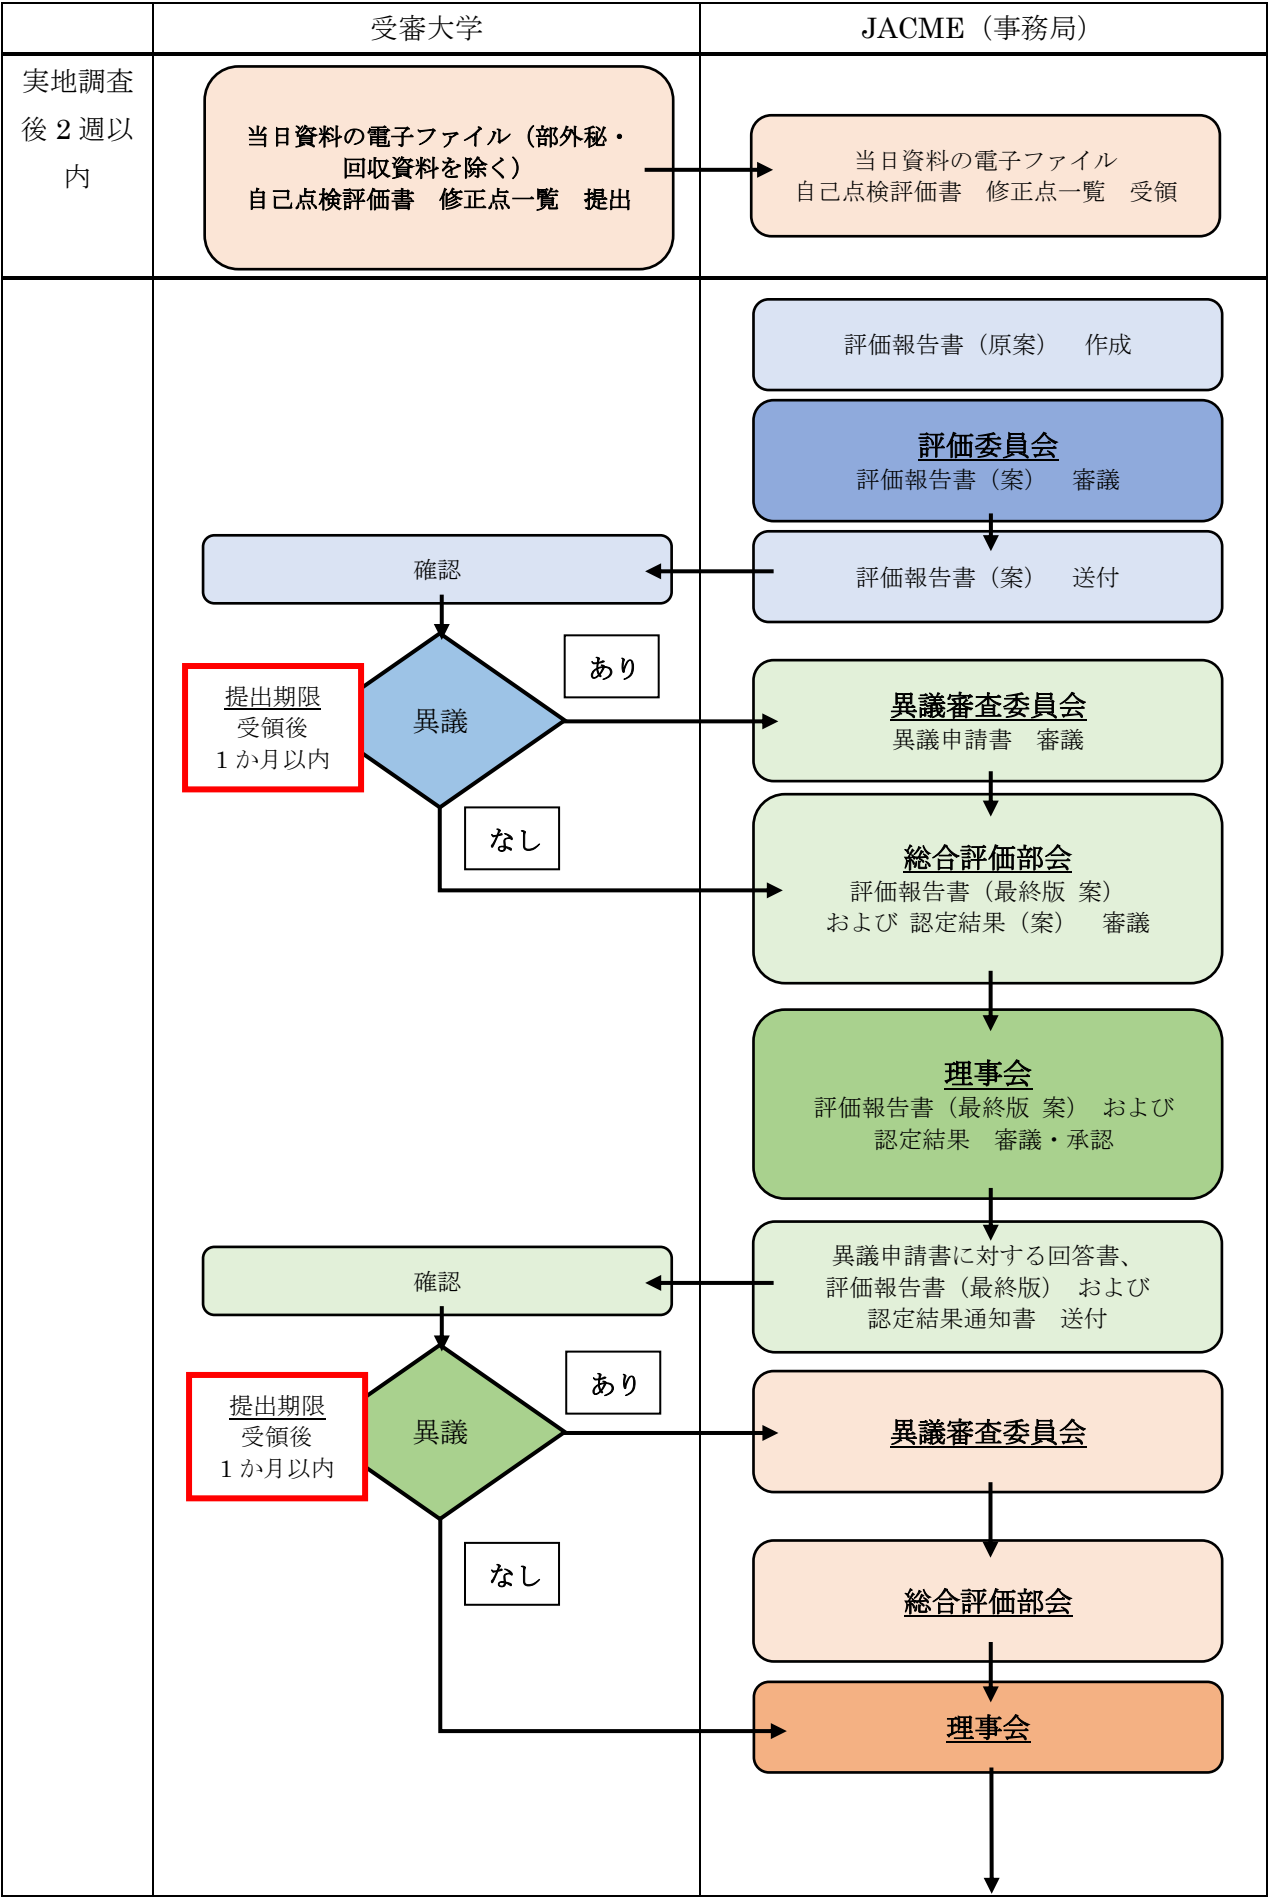 受審大学
JACME（事務局）
実地調査
後 2 週以
内
当日資料の電子ファイル（部外秘・
回収資料を除く）
自己点検評価書　修正点一覧　提出
当日資料の電子ファイル
自己点検評価書　修正点一覧　受領
評価報告書（原案）　作成
評価委員会
評価報告書（案）　審議
評価報告書（案）　送付
確認
異議
あり
提出期限
受領後
1 か月以内
なし
異議審査委員会
異議申請書　審議
総合評価部会
評価報告書（最終版 案）
および 認定結果（案）　審議
理事会
評価報告書（最終版 案） および
認定結果　審議・承認
異議申請書に対する回答書、
評価報告書（最終版） および
認定結果通知書　送付
確認
異議
あり
提出期限
受領後
1 か月以内
なし
異議審査委員会
総合評価部会
理事会